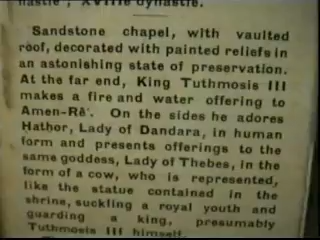 nastie", XVIIIe dynastie.
Sandstone chapel, with vaulted
roof, decorated with painted reliefs in
an astonishing state of preservation.
At the far end, King Tuthmosis III
makes a fire and water offering to
Amen-Rê'. On the sides he adores
Hathor, Lady of Dandara, in human
form and presents offerings to the
same goddess, Lady of Thebes, in the
form of a cow, who is represented,
like the statue contained in the
shrine, suckling a royal youth and
guarding a king, presumably
Tuthmosis III himself.